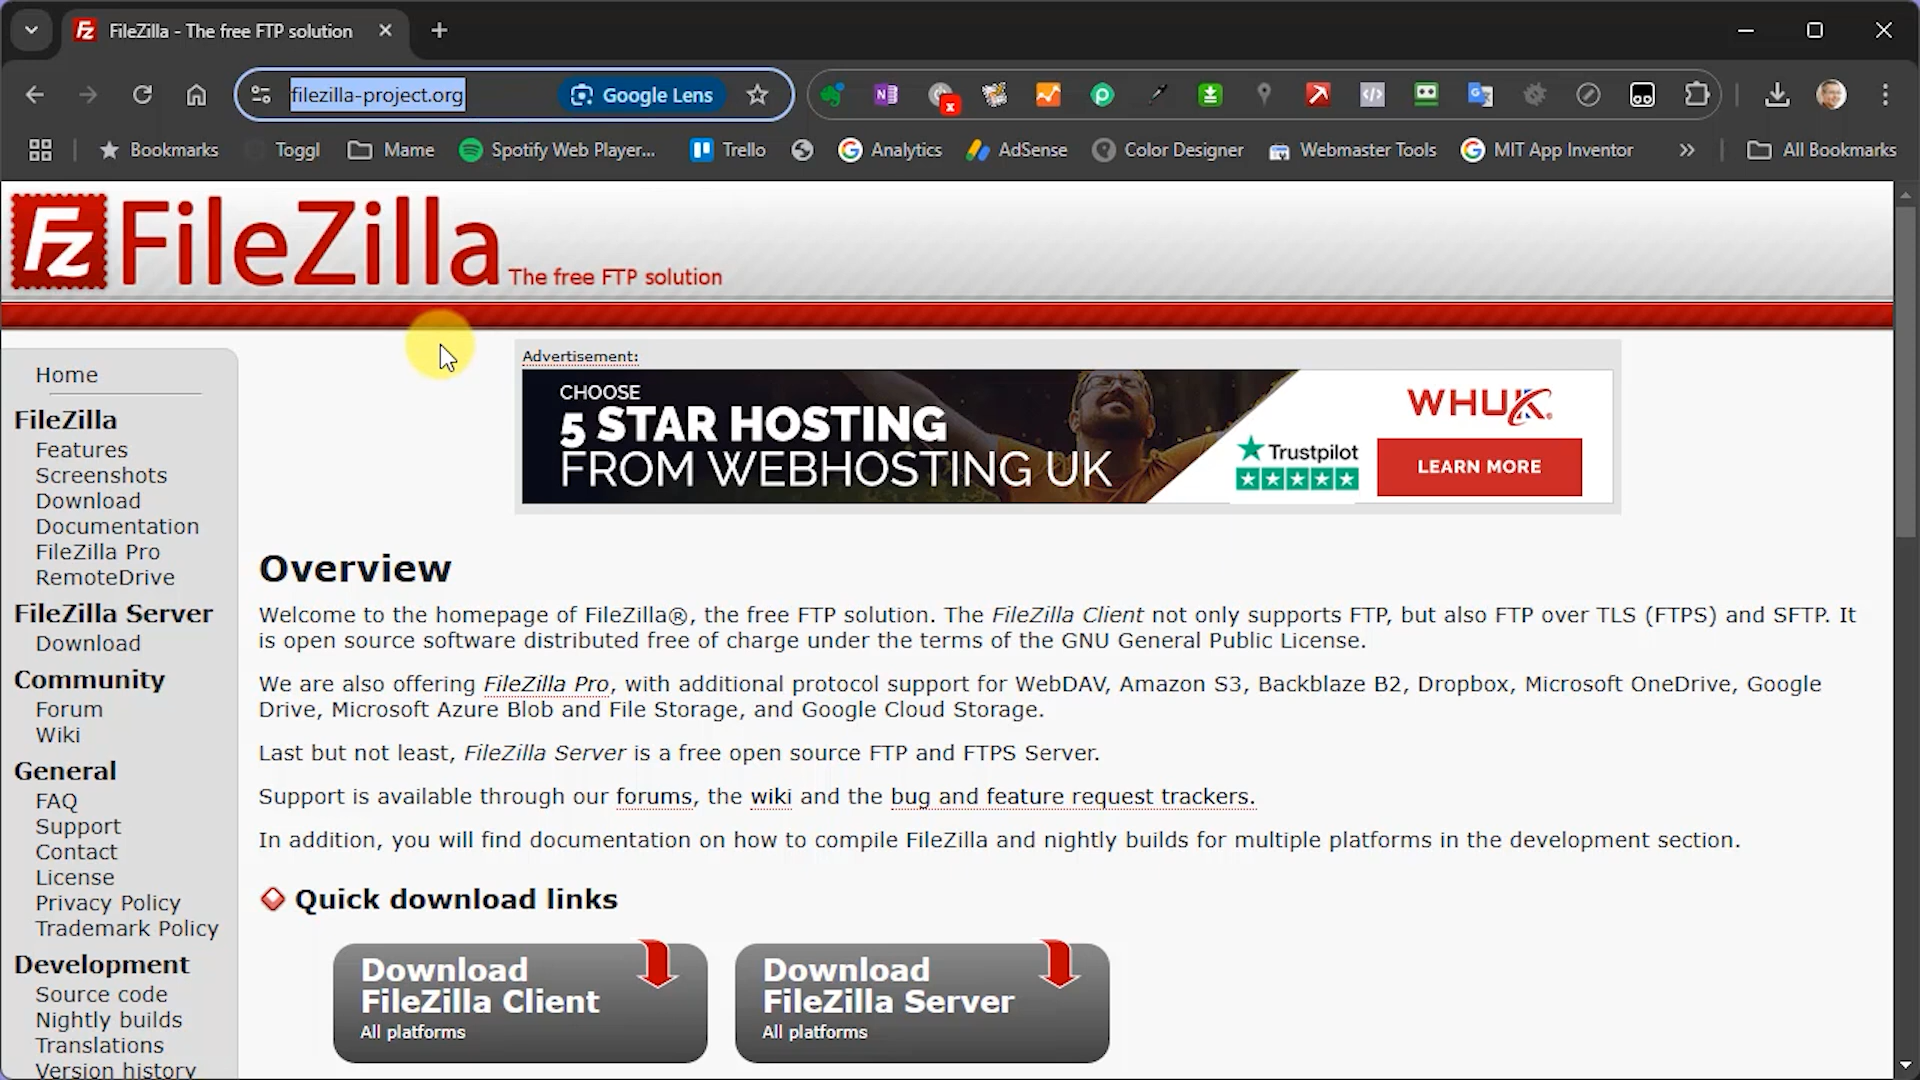 FileZilla - The free FTP solution
filezilla-project.org
Google Lens
Bookmarks
Toggl
Mame
Spotify Web Player...
Trello
Analytics
AdSense
Color Designer
Webmaster Tools
MIT App Inventor
All Bookmarks
Fz FileZilla The free FTP solution
Advertisement:
CHOOSE
5 STAR HOSTING
FROM WEBHOSTING UK
Trustpilot
WHUK
LEARN MORE
Home
FileZilla
Features
Screenshots
Download
Documentation
FileZilla Pro
RemoteDrive
FileZilla Server
Download
Community
Forum
Wiki
General
FAQ
Support
Contact
License
Privacy Policy
Trademark Policy
Development
Source code
Nightly builds
Translations
Version history
Overview
Welcome to the homepage of FileZilla®, the free FTP solution. The FileZilla Client not only supports FTP, but also FTP over TLS (FTPS) and SFTP. It
is open source software distributed free of charge under the terms of the GNU General Public License.
We are also offering FileZilla Pro, with additional protocol support for WebDAV, Amazon S3, Backblaze B2, Dropbox, Microsoft OneDrive, Google
Drive, Microsoft Azure Blob and File Storage, and Google Cloud Storage.
Last but not least, FileZilla Server is a free open source FTP and FTPS Server.
Support is available through our forums, the wiki and the bug and feature request trackers.
In addition, you will find documentation on how to compile FileZilla and nightly builds for multiple platforms in the development section.
Quick download links
Download
FileZilla Client
All platforms
Download
FileZilla Server
All platforms